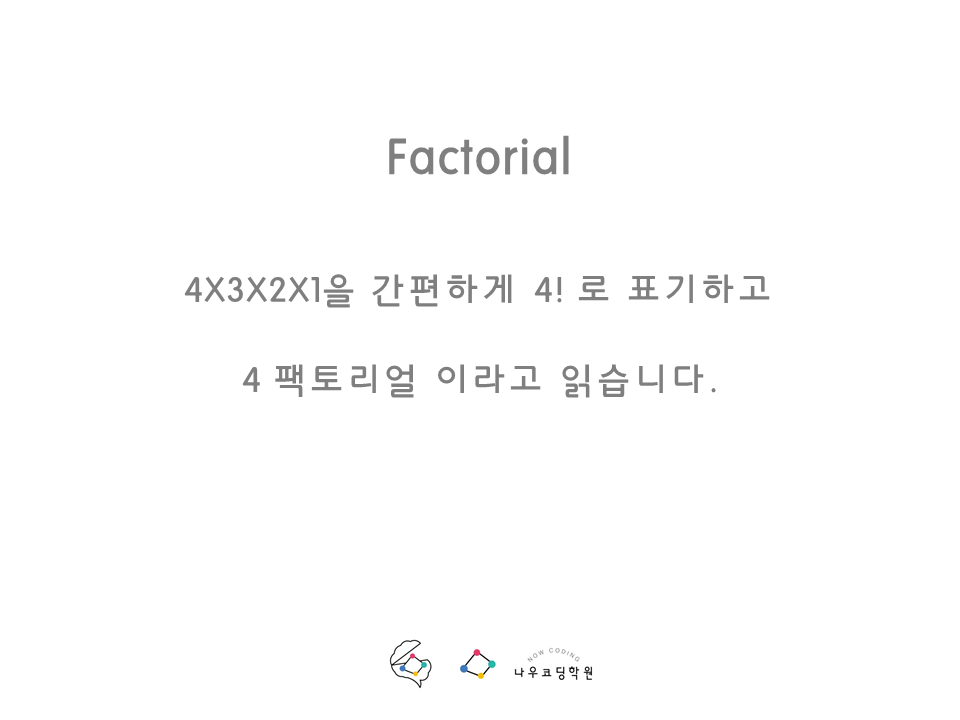 Factorial
4X3X2X1을 간편하게 4! 로 표기하고
4 팩토리얼 이라고 읽습니다.
NOW CODING
나우코딩학원